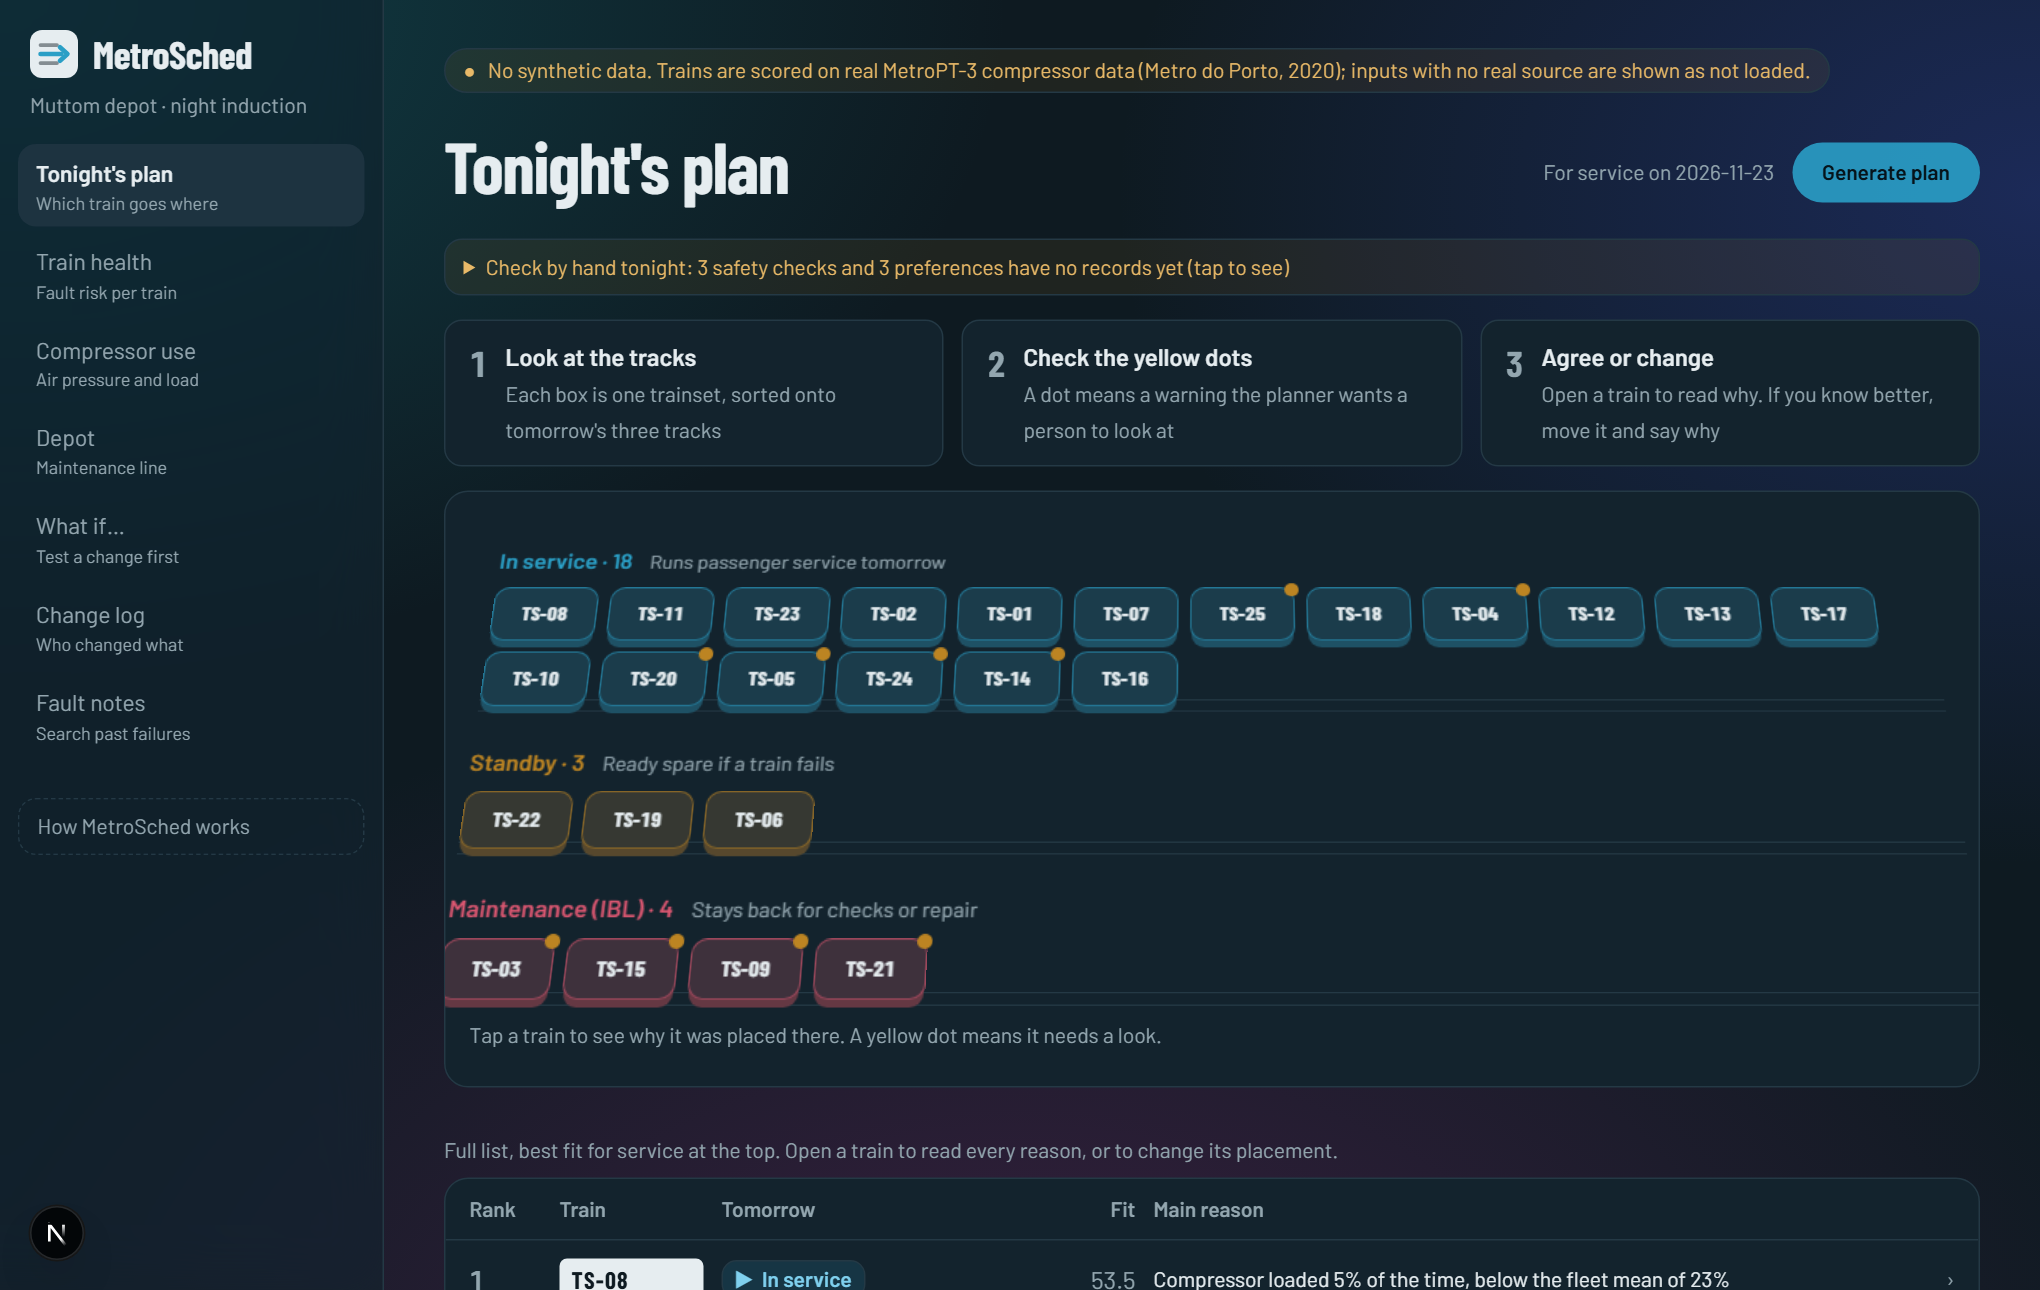 MetroSched
Muttom depot · night induction
Tonight's plan
Which train goes where
Train health
Fault risk per train
Compressor use
Air pressure and load
Depot
Maintenance line
What if...
Test a change first
Change log
Who changed what
Fault notes
Search past failures
How MetroSched works
N
No synthetic data. Trains are scored on real MetroPT-3 compressor data (Metro do Porto, 2020); inputs with no real source are shown as not loaded.
Tonight's plan
For service on 2026-11-23
Generate plan
Check by hand tonight: 3 safety checks and 3 preferences have no records yet (tap to see)
1 Look at the tracks
Each box is one trainset, sorted onto
tomorrow's three tracks
2 Check the yellow dots
A dot means a warning the planner wants a
person to look at
3 Agree or change
Open a train to read why. If you know better,
move it and say why
In service · 18 Runs passenger service tomorrow
TS-08 TS-11 TS-23 TS-02 TS-01 TS-07 TS-25 TS-18 TS-04 TS-12 TS-13 TS-17
TS-10 TS-20 TS-05 TS-24 TS-14 TS-16
Standby · 3 Ready spare if a train fails
TS-22 TS-19 TS-06
Maintenance (IBL) · 4 Stays back for checks or repair
TS-03 TS-15 TS-09 TS-21
Tap a train to see why it was placed there. A yellow dot means it needs a look.
Full list, best fit for service at the top. Open a train to read every reason, or to change its placement.
Rank Train Tomorrow Fit Main reason
1 TS-08 In service 53.5 Compressor loaded 5% of the time, below the fleet mean of 23%